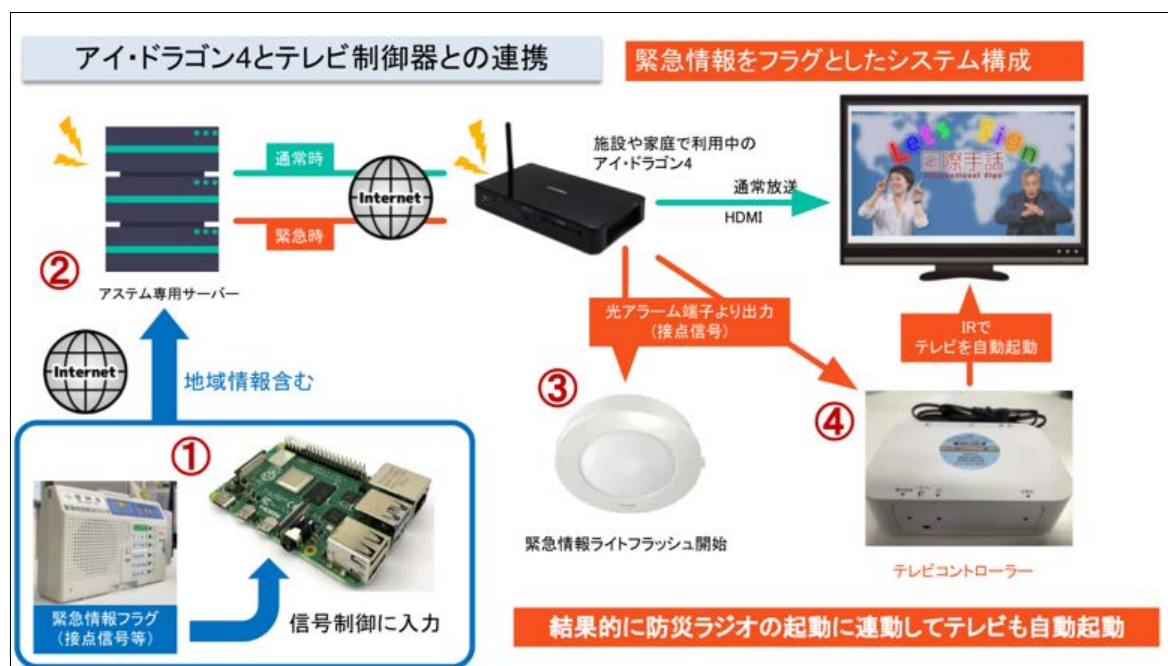 アイ・ドラゴン4とテレビ制御器との連携
緊急情報をフラグとしたシステム構成
通常時
Internet
緊急時
施設や家庭で利用中の
アイ・ドラゴン4
通常放送
HDMI
Lets Sign
国際手話
International Sign
②
アステム専用サーバー
光アラーム端子より出力
(接点信号)
IRで
テレビを自動起動
Internet
地域情報含む
①
③
④
緊急情報フラグ
(接点信号等)
信号制御に入力
緊急情報ライトフラッシュ開始
テレビコントローラー
結果的に防災ラジオの起動に連動してテレビも自動起動